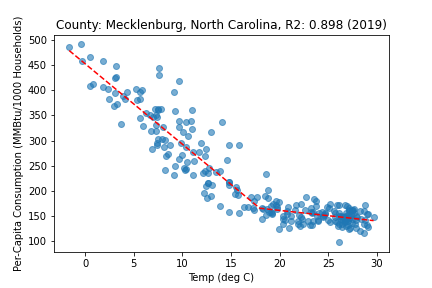 County: Mecklenburg, North Carolina, R2: 0.898 (2019)
Per-Capita Consumption (MMBtu/1000 Households)
500
450
400
350
300
250
200
150
100
0 5 10 15 20 25 30
Temp (deg C)